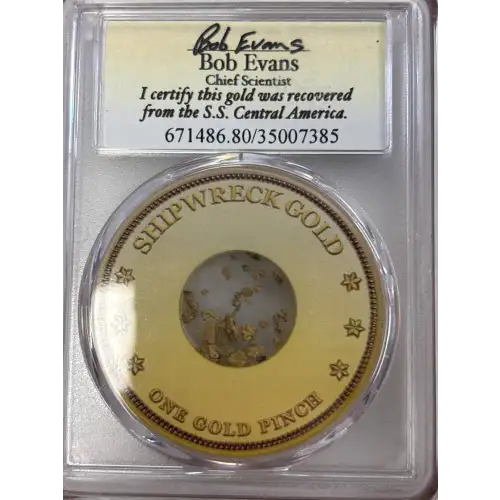 Bob Evans
Bob Evans
Chief Scientist
I certify this gold was recovered
from the S.S. Central America.
671486.80/35007385
SHIPWRECK GOLD
ONE GOLD PINCH